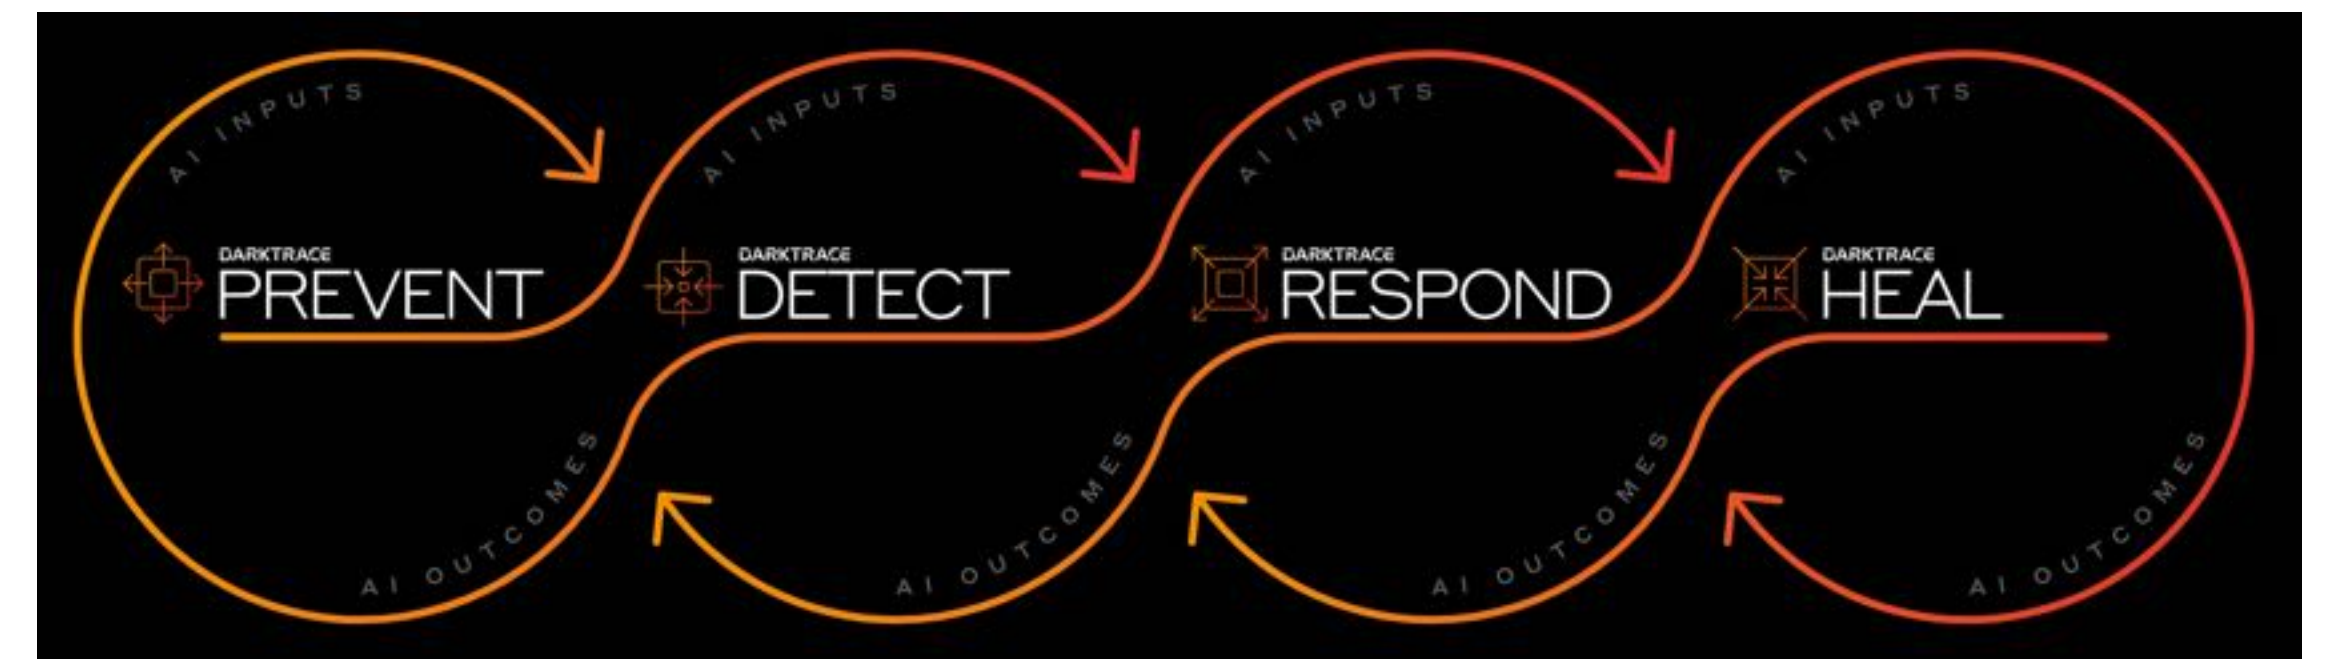 AI INPUTS
DARKTRACE
PREVENT
AI OUTCOMES
AI INPUTS
DARKTRACE
DETECT
AI OUTCOMES
AI INPUTS
DARKTRACE
RESPOND
AI OUTCOMES
AI INPUTS
DARKTRACE
HEAL
AI OUTCOMES